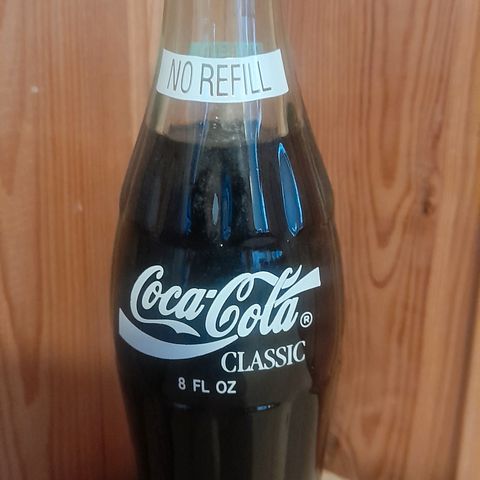 NO REFILL
Coca-Cola ®
CLASSIC
8 FL OZ